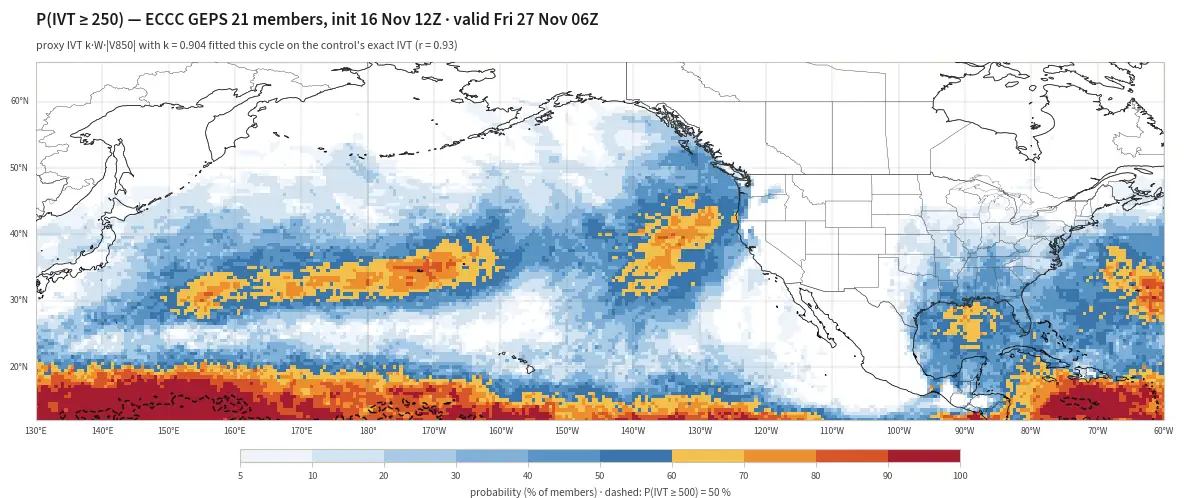 P(IVT ≥ 250) — ECCC GEPS 21 members, init 16 Nov 12Z · valid Fri 27 Nov 06Z
proxy IVT k·W·|V850| with k = 0.904 fitted this cycle on the control's exact IVT (r = 0.93)
60°N
50°N
40°N
30°N
20°N
130°E 140°E 150°E 160°E 170°E 180° 170°W 160°W 150°W 140°W 130°W 120°W 110°W 100°W 90°W 80°W 70°W 60°W
5 10 20 30 40 50 60 70 80 90 100
probability (% of members) · dashed: P(IVT ≥ 500) = 50 %